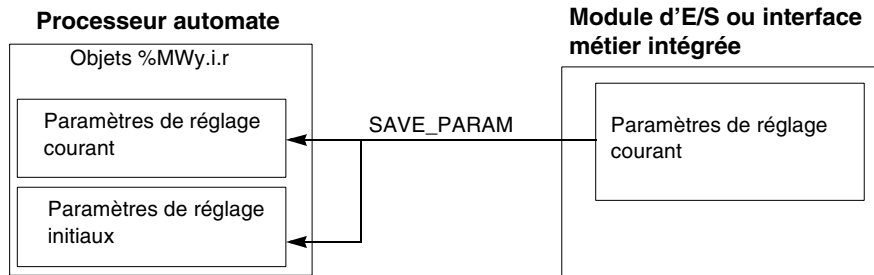 Processeur automate
Objets %MWy.i.r
Paramètres de réglage
courant
Paramètres de réglage
initiaux
SAVE_PARAM
Module d'E/S ou interface
métier intégrée
Paramètres de réglage
courant